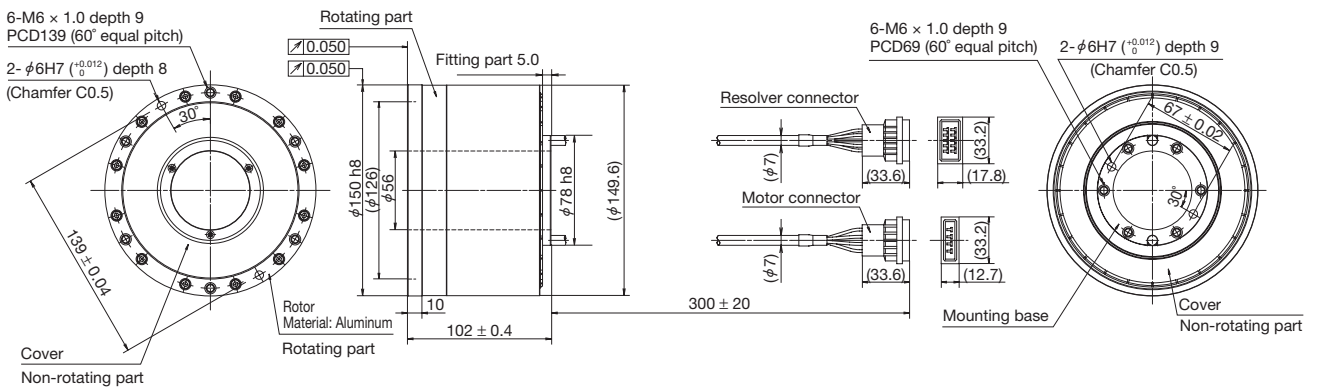 6-M6 × 1.0 depth 9
PCD139 (60° equal pitch)
2- φ6H7 (+0.012 0) depth 8
(Chamfer C0.5)
30°
139 ± 0.04
Cover
Non-rotating part
Rotor
Material: Aluminum
Rotating part
Rotating part
↗ 0.050
↗ 0.050
Fitting part 5.0
φ150 h8
(φ126)
φ56
φ78 h8
(φ149.6)
10
102 ± 0.4
300 ± 20
Resolver connector
(φ7)
(33.6)
(33.2)
(17.8)
Motor connector
(φ7)
(33.6)
(33.2)
(12.7)
6-M6 × 1.0 depth 9
PCD69 (60° equal pitch)
2- φ6H7 (+0.012 0) depth 9
(Chamfer C0.5)
67 ± 0.02
30°
Mounting base
Cover
Non-rotating part